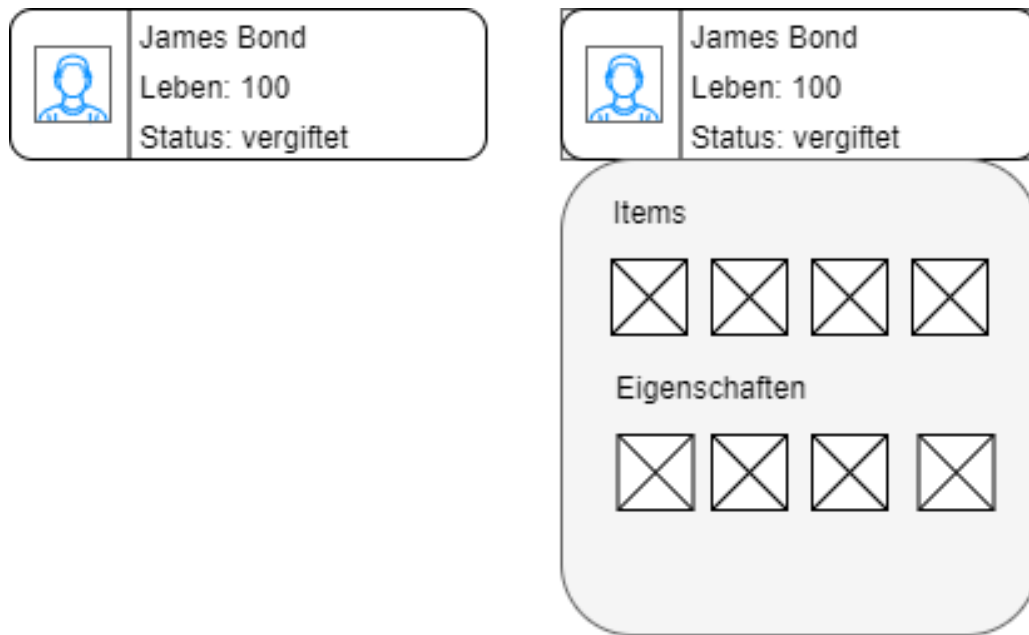 James Bond
Leben: 100
Status: vergiftet
James Bond
Leben: 100
Status: vergiftet
Items
Eigenschaften